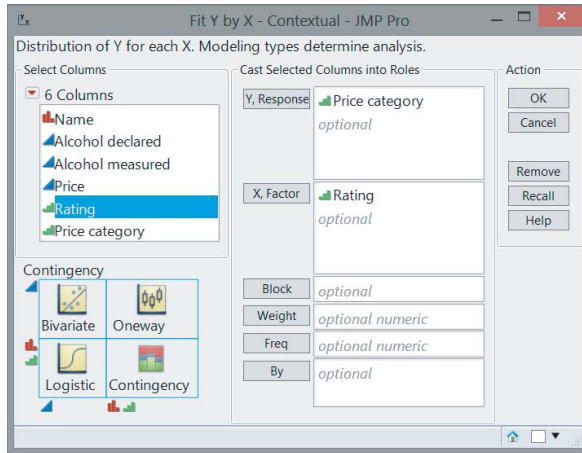 Fit Y by X - Contextual - JMP Pro
Distribution of Y for each X. Modeling types determine analysis.
Select Columns
6 Columns
Name
Alcohol declared
Alcohol measured
Price
Rating
Price category
Contingency
Bivariate
Oneway
Logistic
Contingency
Cast Selected Columns into Roles
Y, Response
Price category
optional
X, Factor
Rating
optional
Block
optional
Weight
optional numeric
Freq
optional numeric
By
optional
Action
OK
Cancel
Remove
Recall
Help